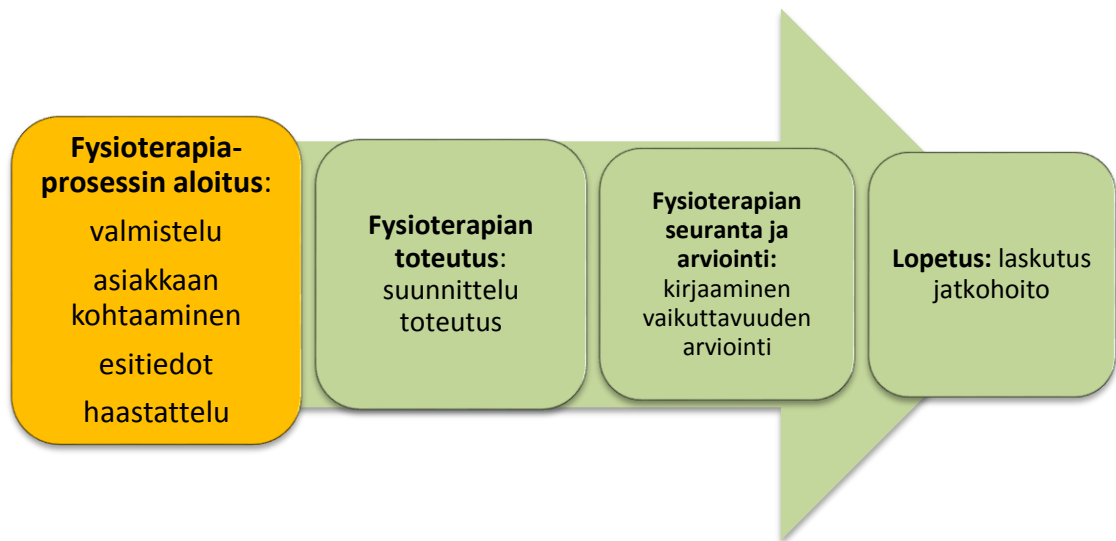 Fysioterapia-
prosessin aloitus:
valmistelu
asiakkaan
kohtaaminen
esitiedot
haastattelu
Fysioterapian
toteutus:
suunnittelu
toteutus
Fysioterapian
seuranta ja
arviointi:
kirjaaminen
vaikuttavuuden
arviointi
Lopetus: laskutus
jatkohoito